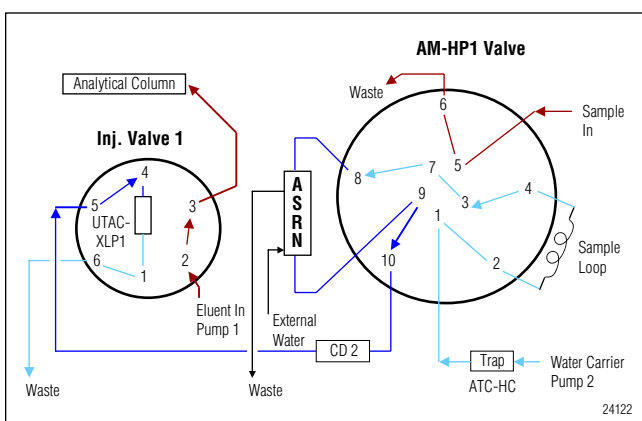 AM-HP1 Valve
Analytical Column
Waste
6
Sample
In
Inj. Valve 1
4
3
5
UTAC-
XLP1
6
1
2
Eluent In
Pump 1
Waste
ASRN
External
Water
Waste
CD 2
8
7
5
9
3
4
1
10
2
Sample
Loop
Trap
ATC-HC
Water Carrier
Pump 2
24122